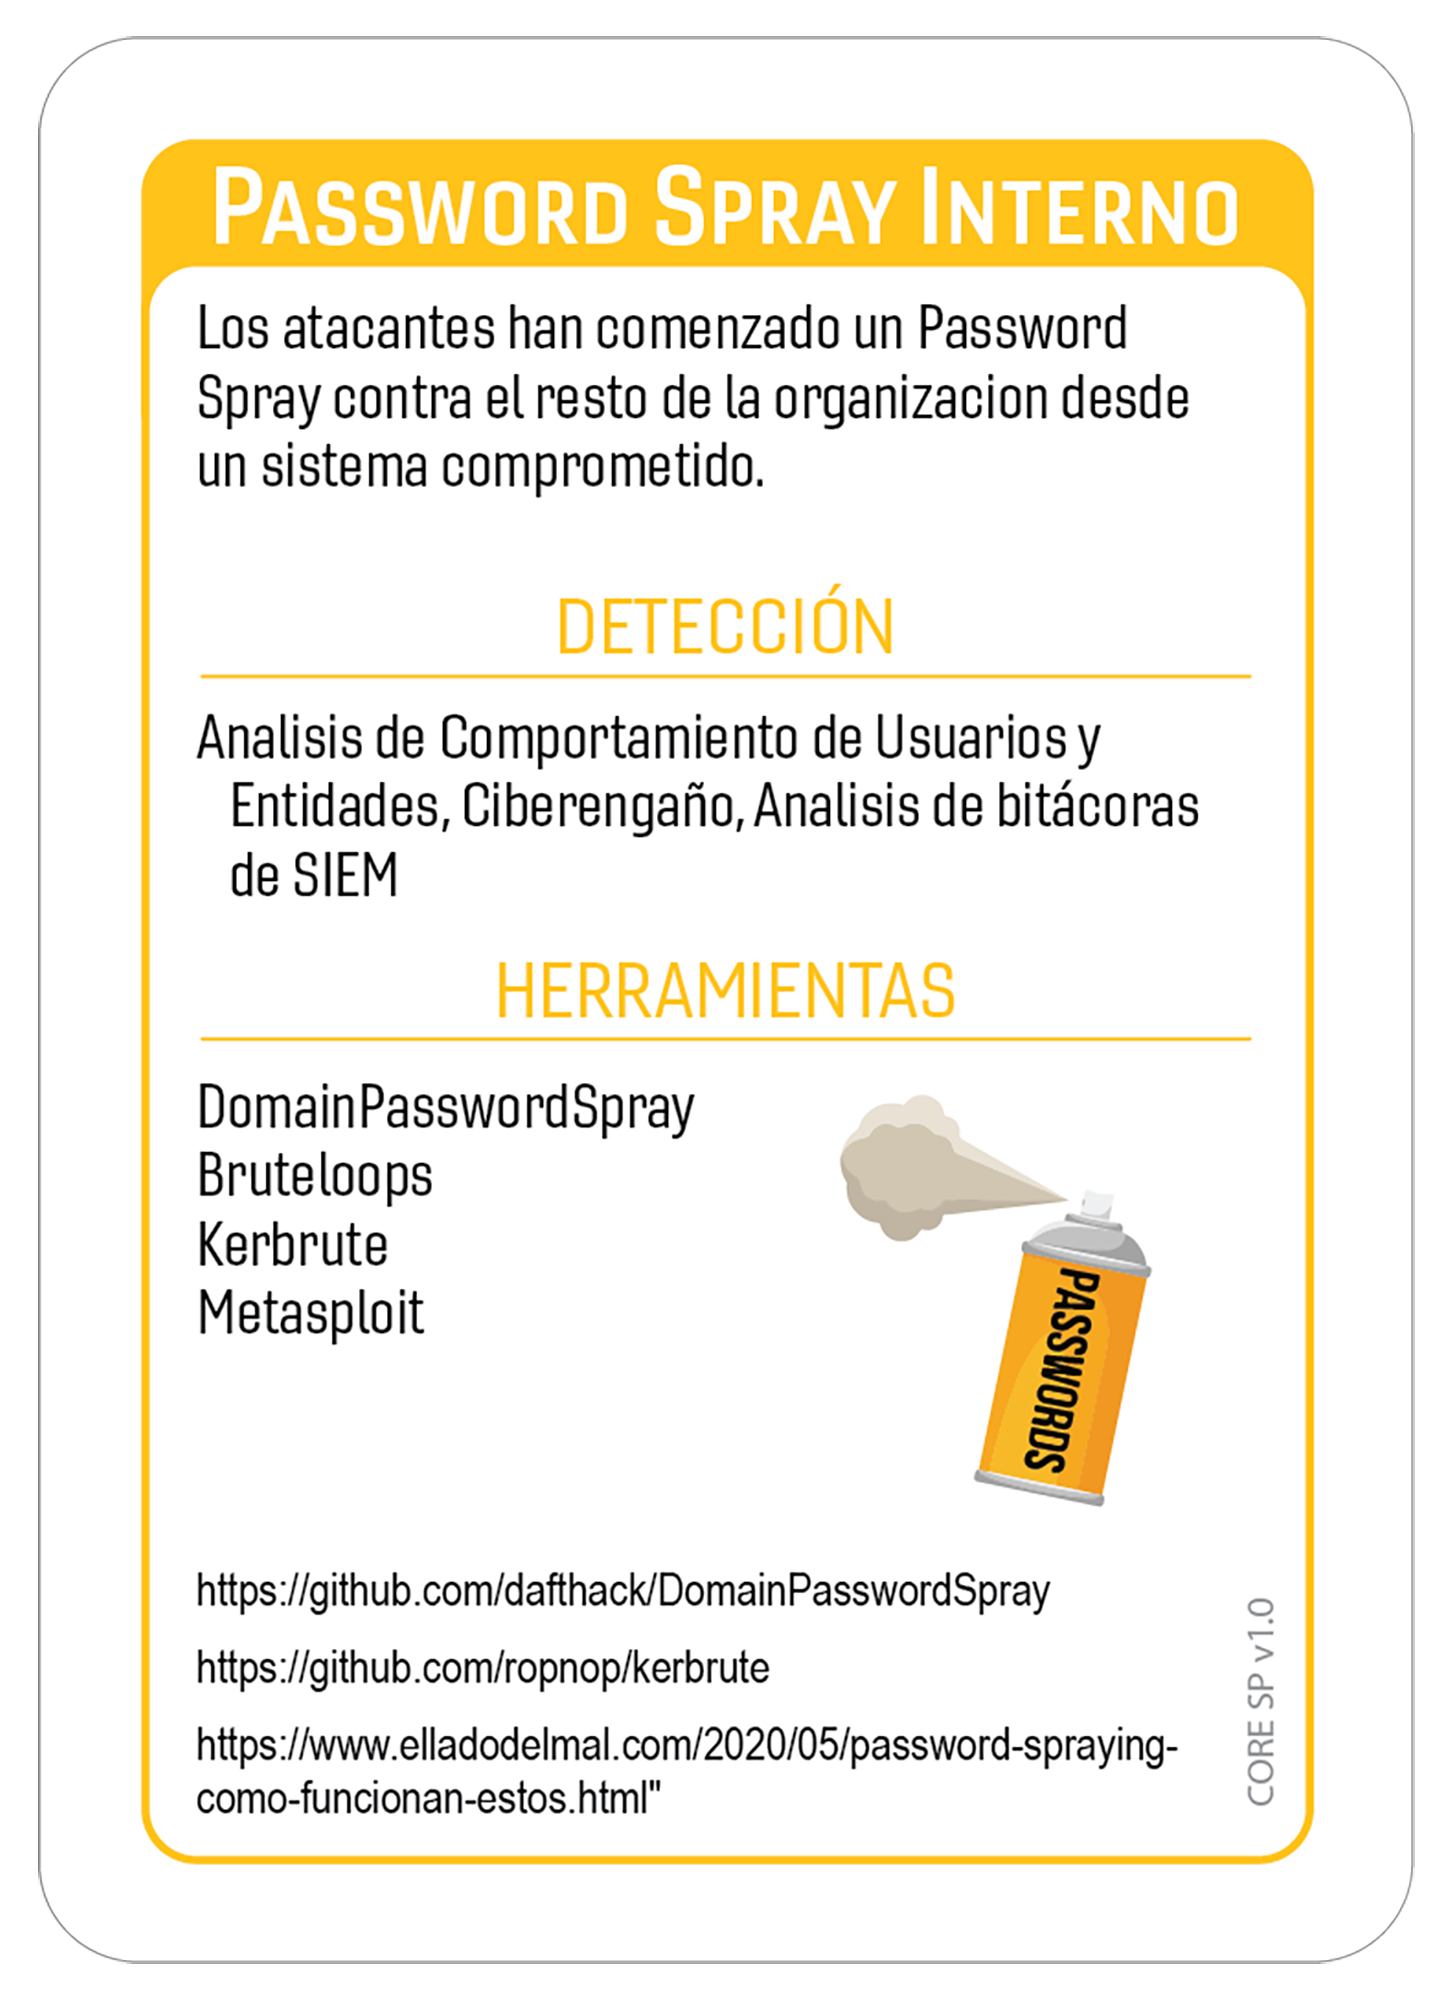 PASSWORD SPRAY INTERNO
Los atacantes han comenzado un Password
Spray contra el resto de la organizacion desde
un sistema comprometido.
DETECCIÓN
Analisis de Comportamiento de Usuarios y
Entidades, Ciberengaño, Analisis de bitácoras
de SIEM
HERRAMIENTAS
DomainPasswordSpray
Bruteloops
Kerbrute
Metasploit
PASSWORDS
https://github.com/dafthack/DomainPasswordSpray
https://github.com/ropnop/kerbrute
https://www.elladodelmal.com/2020/05/password-spraying-
como-funcionan-estos.html"
CORE SP v1.0